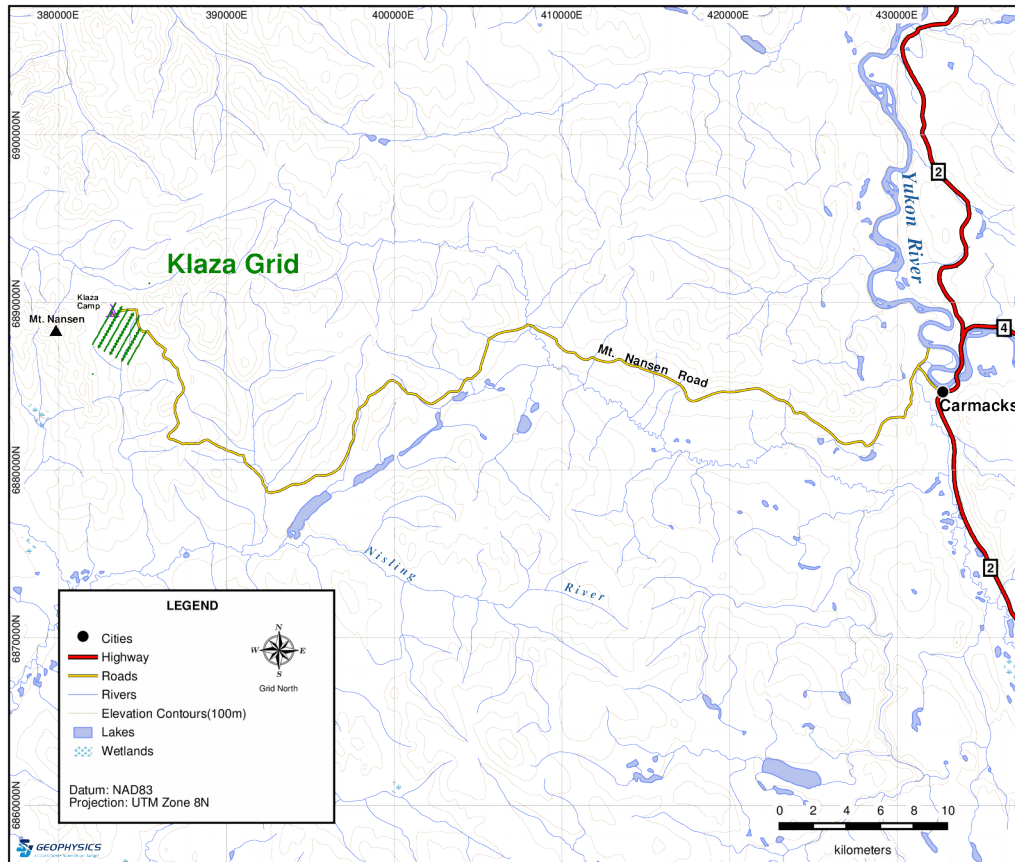 380000E
390000E
400000E
410000E
420000E
430000E
6900000N
2
Yukon River
Klaza Grid
6890000N
Klaza
Camp
Mt. Nansen
4
Mt. Nansen Road
Carmacks
6880000N
Nisling
River
2
LEGEND
6870000N
N
W
E
S
Grid North
Cities
Highway
Roads
Rivers
Elevation Contours(100m)
Lakes
Wetlands
Datum: NAD83
Projection: UTM Zone 8N
6860000N
0 2 4 6 8 10
kilometers
GEOPHYSICS